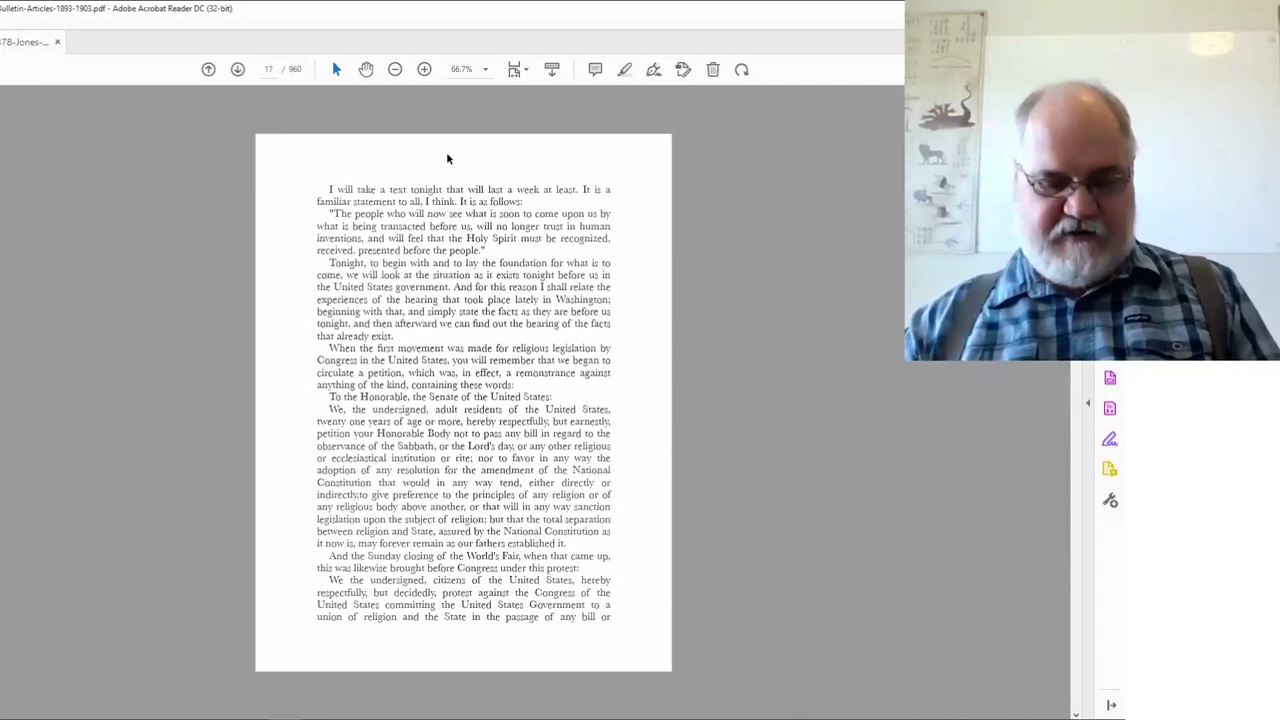 Bulletin-Articles-1893-1903.pdf - Adobe Acrobat Reader DC (32-bit)
378-Jones-... ×
17 / 960
66.7%
I will take a text tonight that will last a week at least. It is a
familiar statement to all, I think. It is as follows:
"The people who will now see what is soon to come upon us by
what is being transacted before us, will no longer trust in human
inventions, and will feel that the Holy Spirit must be recognized,
received, presented before the people."
Tonight, to begin with and to lay the foundation for what is to
come, we will look at the situation as it exists tonight before us in
the United States government. And for this reason I shall relate the
experiences of the hearing that took place lately in Washington;
beginning with that, and simply state the facts as they are before us
tonight, and then afterward we can find out the bearing of the facts
that already exist.
When the first movement was made for religious legislation by
Congress in the United States, you will remember that we began to
circulate a petition, which was, in effect, a remonstrance against
anything of the kind, containing these words:
To the Honorable, the Senate of the United States:
We, the undersigned, adult residents of the United States,
twenty one years of age or more, hereby respectfully, but earnestly,
petition your Honorable Body not to pass any bill in regard to the
observance of the Sabbath, or the Lord's day, or any other religious
or ecclesiastical institution or rite; nor to favor in any way the
adoption of any resolution for the amendment of the National
Constitution that would in any way tend, either directly or
indirectly,to give preference to the principles of any religion or of
any religious body above another, or that will in any way sanction
legislation upon the subject of religion; but that the total separation
between religion and State, assured by the National Constitution as
it now is, may forever remain as our fathers established it.
And the Sunday closing of the World's Fair, when that came up,
this was likewise brought before Congress under this protest:
We the undersigned, citizens of the United States, hereby
respectfully, but decidedly, protest against the Congress of the
United States committing the United States Government to a
union of religion and the State in the passage of any bill or